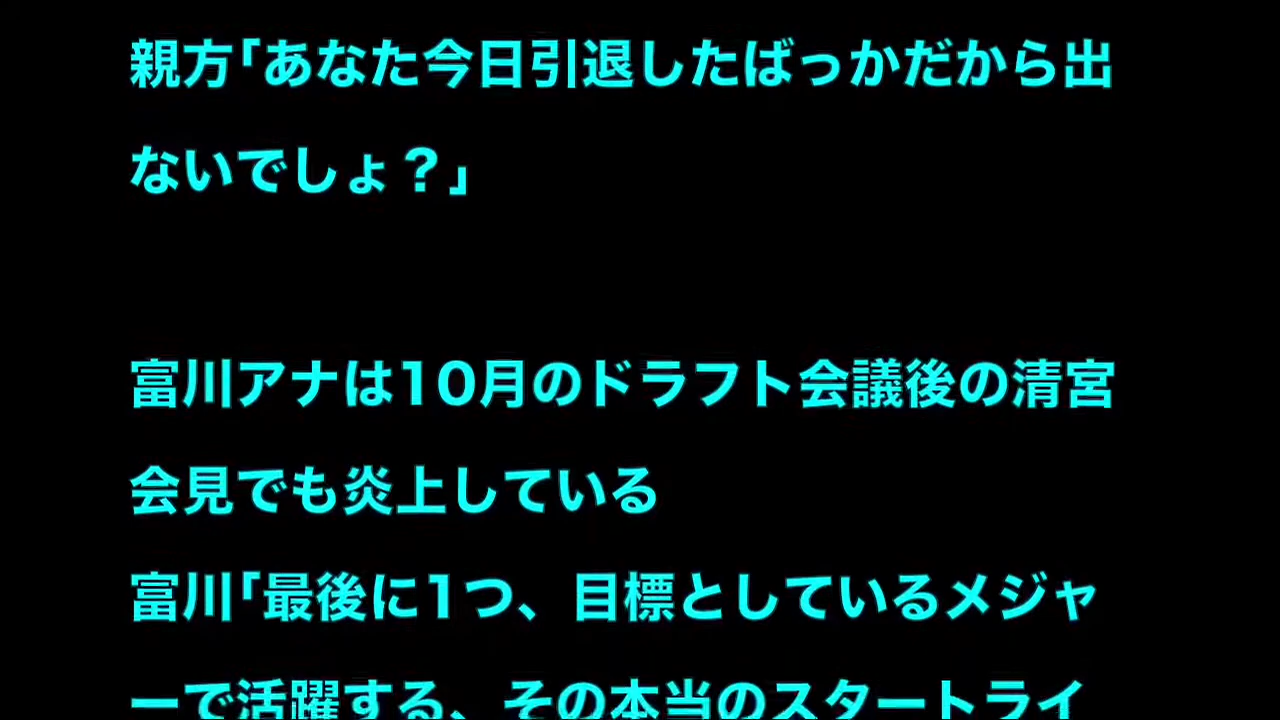 親方｢あなた今日引退したばっかだから出
ないでしょ？｣
富川アナは10月のドラフト会議後の清宮
会見でも炎上している
富川｢最後に1つ、目標としているメジャ
ーで活躍する、その本当のスタートライ